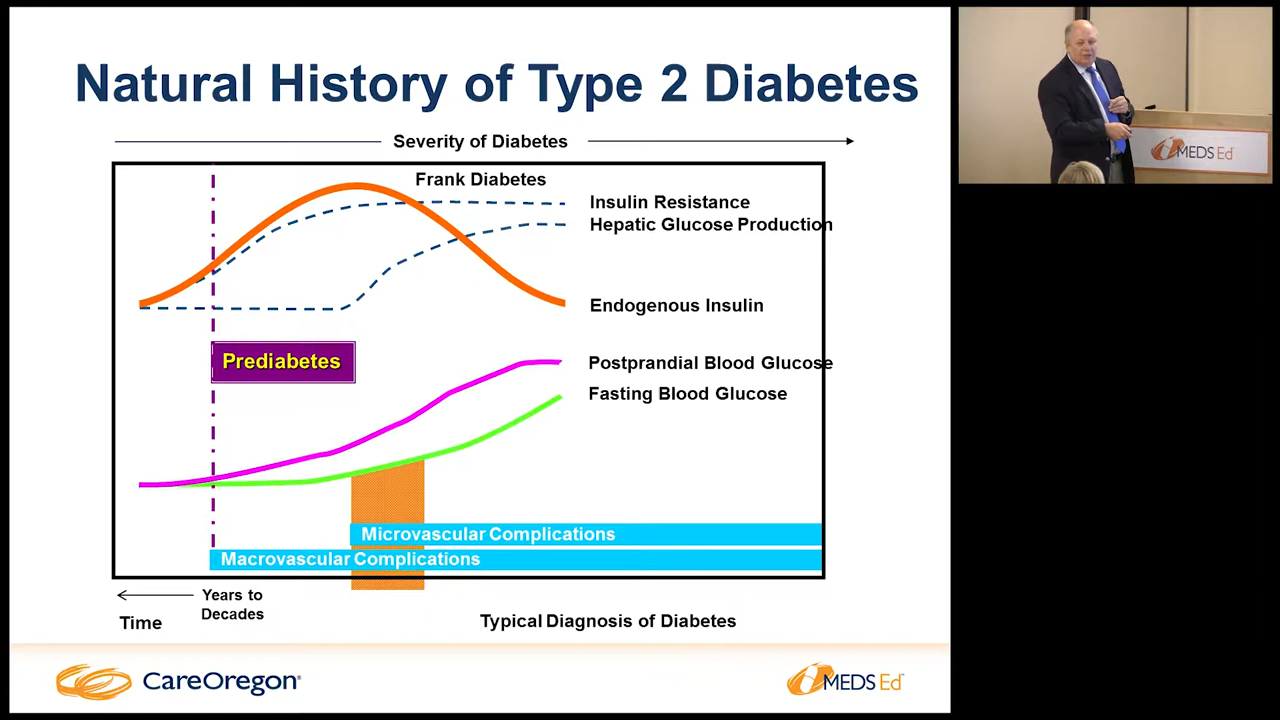 Natural History of Type 2 Diabetes
Severity of Diabetes
Frank Diabetes
Insulin Resistance
Hepatic Glucose Production
Endogenous Insulin
Prediabetes
Postprandial Blood Glucose
Fasting Blood Glucose
Microvascular Complications
Macrovascular Complications
Years to
Decades
Time
Typical Diagnosis of Diabetes
CareOregon®
MEDS Ed
MEDS Ed